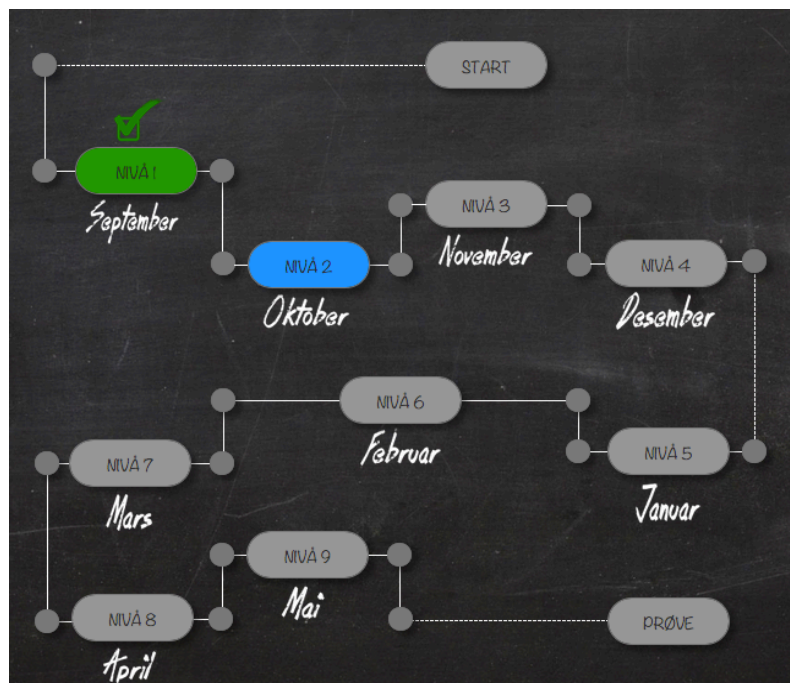 START
NIVÅ 1
September
NIVÅ 2
Oktober
NIVÅ 3
November
NIVÅ 4
Desember
NIVÅ 5
Januar
NIVÅ 6
Februar
NIVÅ 7
Mars
NIVÅ 8
April
NIVÅ 9
Mai
PRØVE